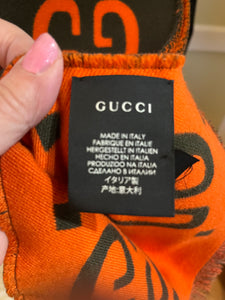 GUCCI
MADE IN ITALY
FABRIQUE EN ITALIE
HERGESTELLT IN ITALIEN
HECHO EN ITALIA
PRODUZIDO NA ITALIA
СДЕЛАНО В ИТАЛИИ
イタリア製
产地:意大利